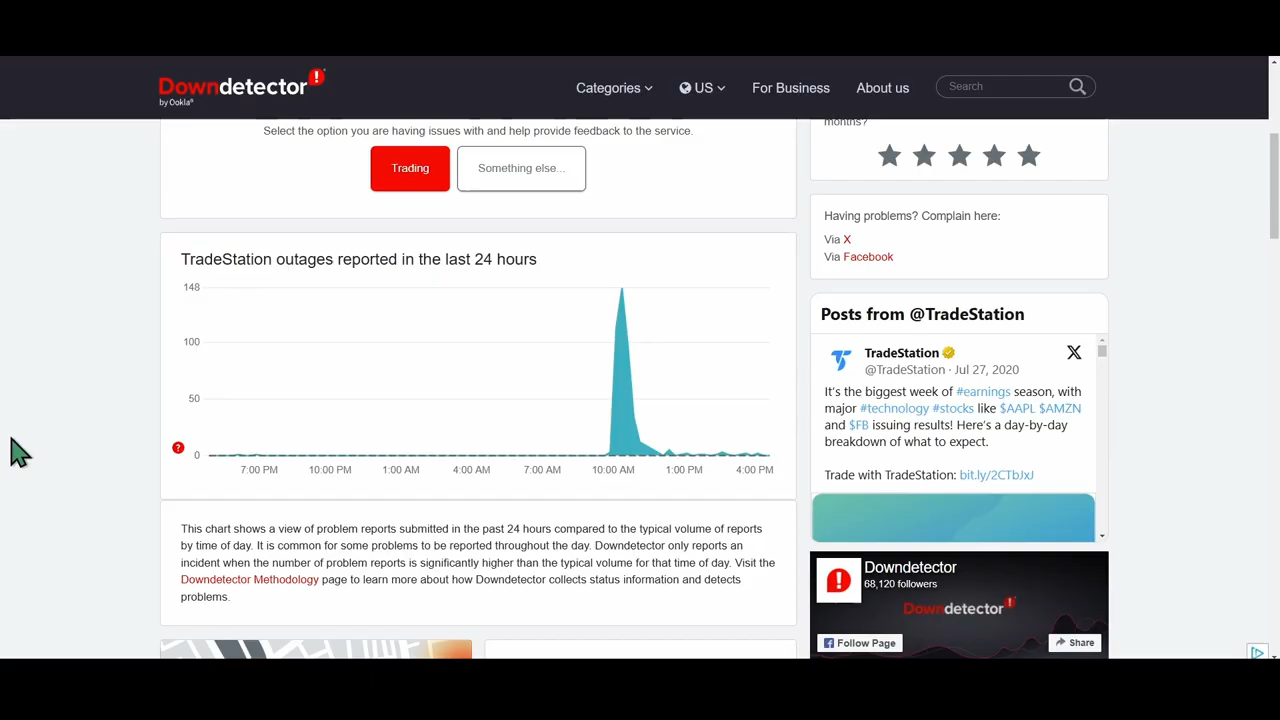 Downdetector
by Ookla®
Categories
US
For Business
About us
Search
Select the option you are having issues with and help provide feedback to the service.
Trading
Something else...
TradeStation outages reported in the last 24 hours
148
100
50
0
7:00 PM
10:00 PM
1:00 AM
4:00 AM
7:00 AM
10:00 AM
1:00 PM
4:00 PM
This chart shows a view of problem reports submitted in the past 24 hours compared to the typical volume of reports
by time of day. It is common for some problems to be reported throughout the day. Downdetector only reports an
incident when the number of problem reports is significantly higher than the typical volume for that time of day. Visit the
Downdetector Methodology page to learn more about how Downdetector collects status information and detects
problems.
months?
Having problems? Complain here:
Via X
Via Facebook
Posts from @TradeStation
TradeStation
@TradeStation · Jul 27, 2020
It's the biggest week of #earnings season, with
major #technology #stocks like $AAPL $AMZN
and $FB issuing results! Here's a day-by-day
breakdown of what to expect.
Trade with TradeStation: bit.ly/2CTbJxJ
Downdetector
68,120 followers
Downdetector
Follow Page
Share